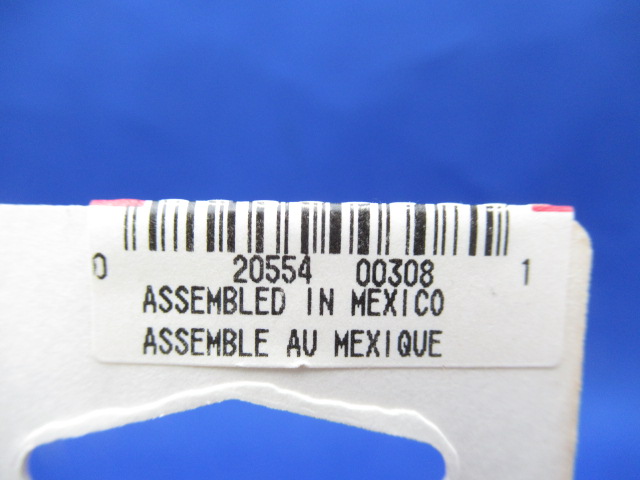 0 20554 00308 1
ASSEMBLED IN MEXICO
ASSEMBLE AU MEXIQUE